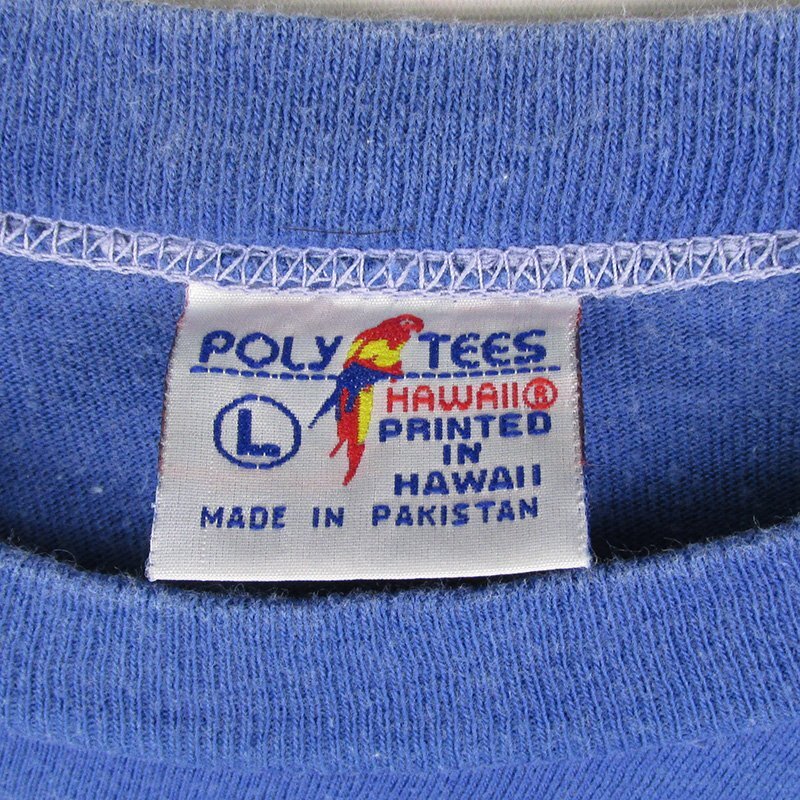 POLY TEES
HAWAII®
L
PRINTED
IN
HAWAII
MADE IN PAKISTAN